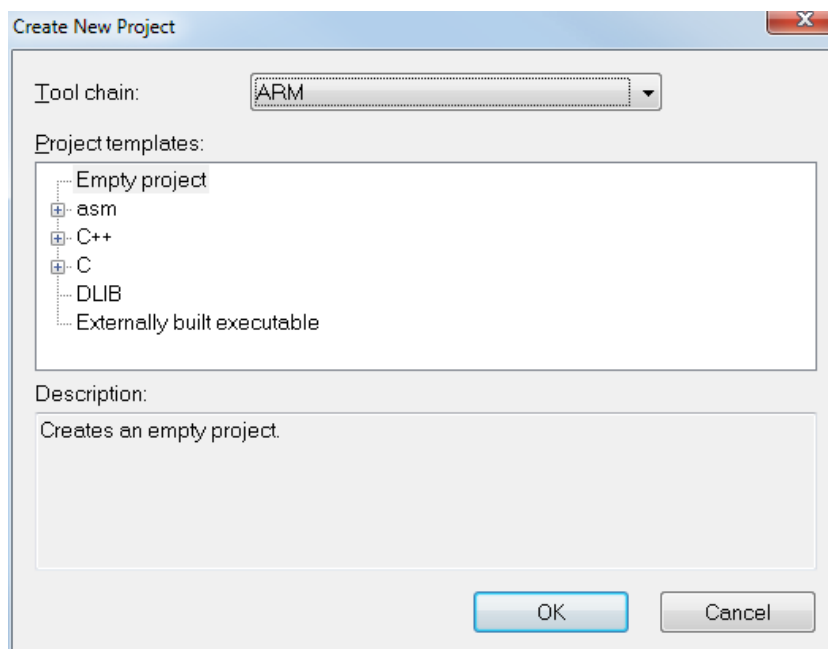 Create New Project
Tool chain:
ARM
Project templates:
Empty project
asm
C++
C
DLIB
Externally built executable
Description:
Creates an empty project.
OK
Cancel